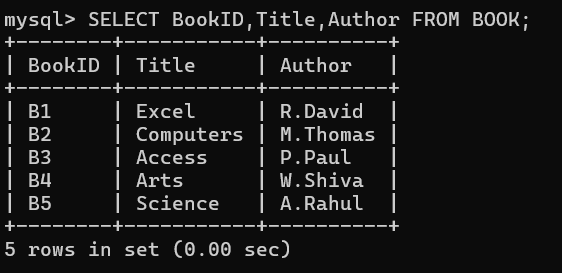 mysql> SELECT BookID,Title,Author FROM BOOK;
+--------+-----------+----------+
| BookID | Title     | Author   |
+--------+-----------+----------+
| B1     | Excel     | R.David  |
| B2     | Computers | M.Thomas |
| B3     | Access    | P.Paul   |
| B4     | Arts      | W.Shiva  |
| B5     | Science   | A.Rahul  |
+--------+-----------+----------+
5 rows in set (0.00 sec)